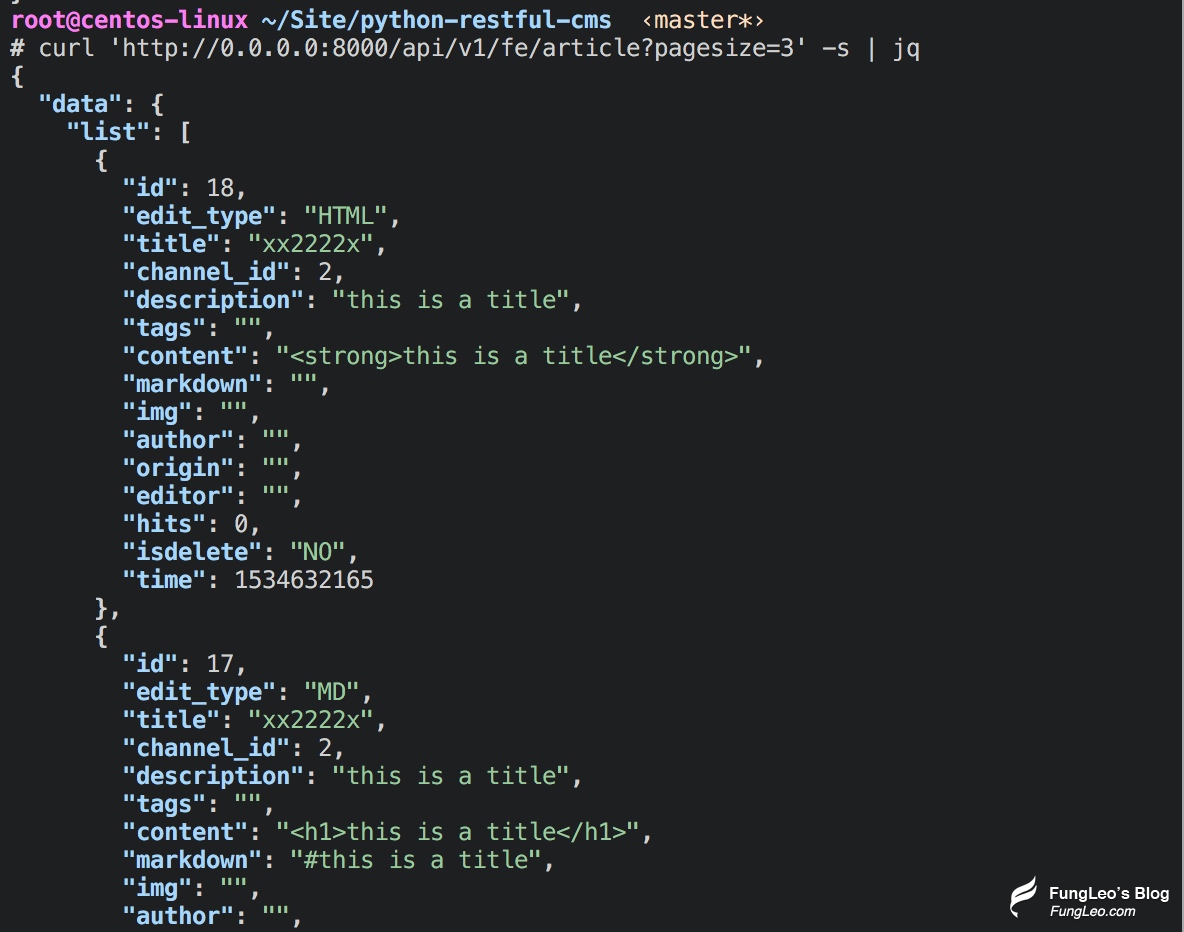 }
root@centos-linux ~/Site/python-restful-cms ‹master*›
# curl 'http://0.0.0.0:8000/api/v1/fe/article?pagesize=3' -s | jq
{
  "data": {
    "list": [
      {
        "id": 18,
        "edit_type": "HTML",
        "title": "xx2222x",
        "channel_id": 2,
        "description": "this is a title",
        "tags": "",
        "content": "<strong>this is a title</strong>",
        "markdown": "",
        "img": "",
        "author": "",
        "origin": "",
        "editor": "",
        "hits": 0,
        "isdelete": "NO",
        "time": 1534632165
      },
      {
        "id": 17,
        "edit_type": "MD",
        "title": "xx2222x",
        "channel_id": 2,
        "description": "this is a title",
        "tags": "",
        "content": "<h1>this is a title</h1>",
        "markdown": "#this is a title",
        "img": "",
        "author": "",
FungLeo's Blog
FungLeo.com